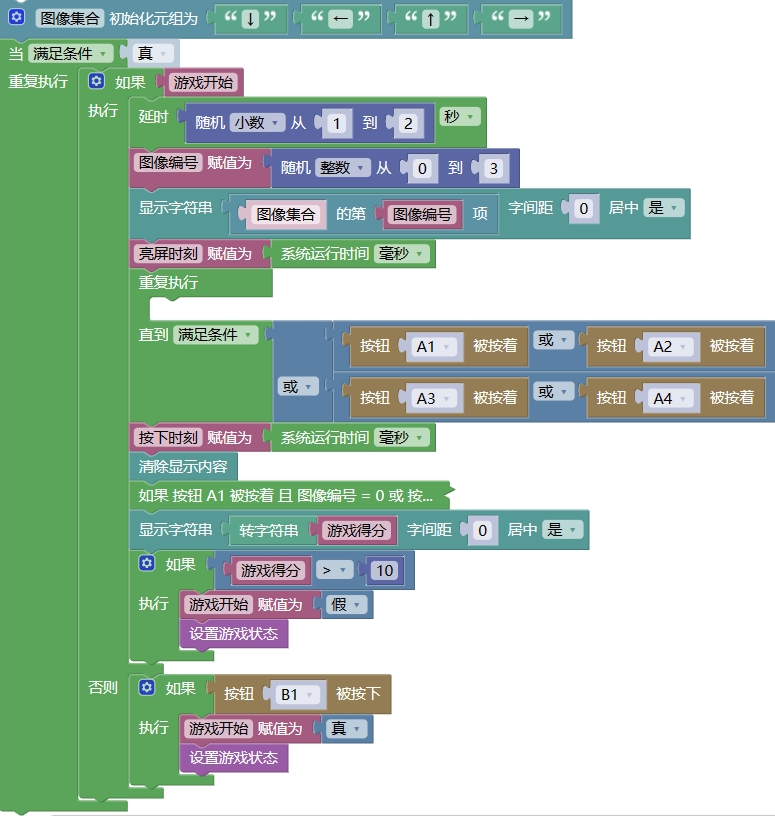 图像集合 初始化元组为 “ ↓ ” “ ← ” “ ↑ ” “ → ”
当 满足条件 真
重复执行 如果 游戏开始
执行 延时 随机 小数 从 1 到 2 秒
图像编号 赋值为 随机 整数 从 0 到 3
显示字符串 图像集合 的第 图像编号 项 字间距 0 居中 是
亮屏时刻 赋值为 系统运行时间 毫秒
重复执行
直到 满足条件 按钮 A1 被按着 或 按钮 A2 被按着
或
按钮 A3 被按着 或 按钮 A4 被按着
按下时刻 赋值为 系统运行时间 毫秒
清除显示内容
如果 按钮 A1 被按着 且 图像编号 = 0 或 按...
显示字符串 转字符串 游戏得分 字间距 0 居中 是
如果 游戏得分 > 10
执行 游戏开始 赋值为 假
设置游戏状态
否则 如果 按钮 B1 被按下
执行 游戏开始 赋值为 真
设置游戏状态